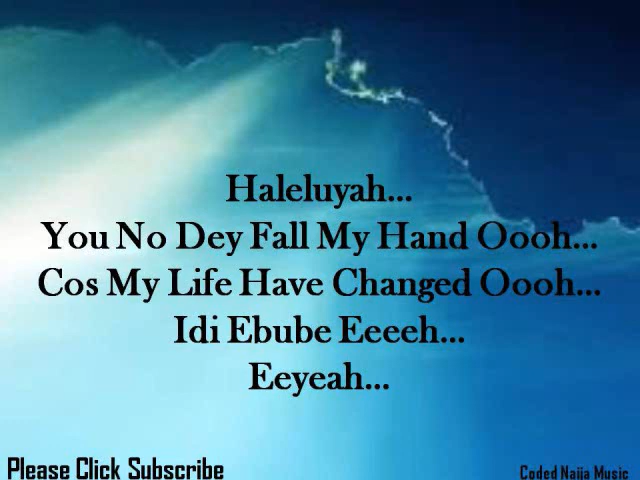 Haleluyah...
You No Dey Fall My Hand Oooh...
Cos My Life Have Changed Oooh...
Idi Ebube Eeeeh...
Eeyeah...
Please Click Subscribe
Coded Naija Music